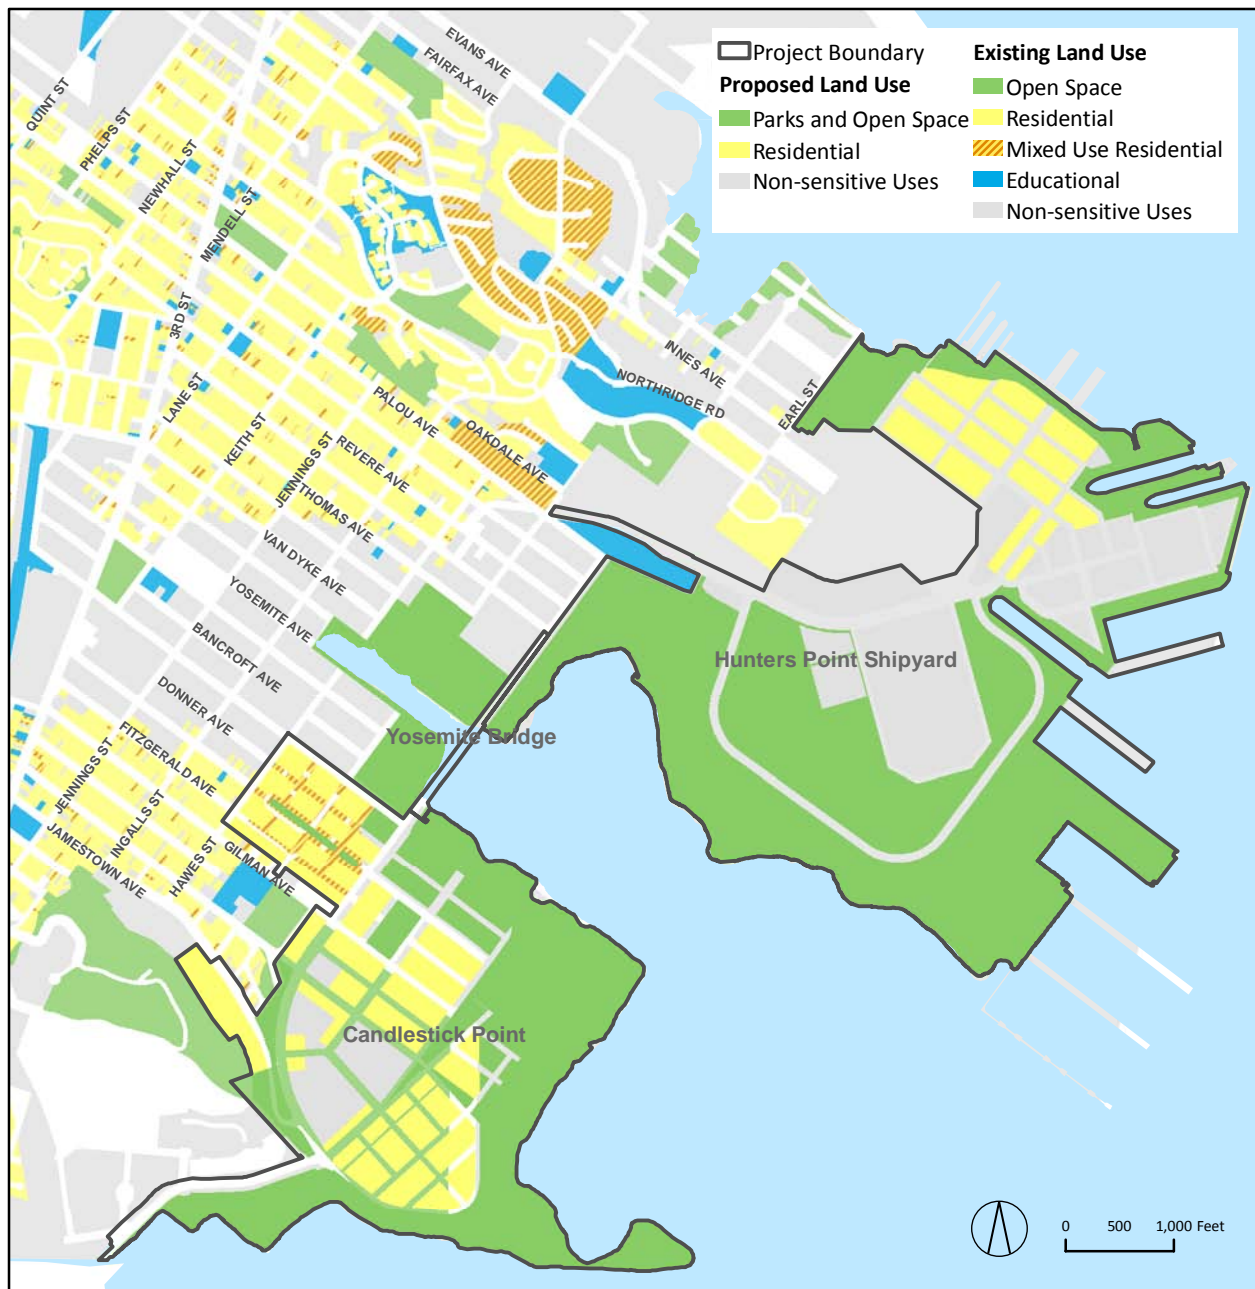 Project Boundary
Proposed Land Use
Parks and Open Space
Residential
Non-sensitive Uses
Existing Land Use
Open Space
Residential
Mixed Use Residential
Educational
Non-sensitive Uses
EVANS AVE
FAIRFAX AVE
QUINT ST
PHELPS ST
NEWHALL ST
MENDELL ST
3RD ST
LANE ST
KEITH ST
JENNINGS ST
PALOU AVE
OAKDALE AVE
REVERE AVE
THOMAS AVE
VAN DYKE AVE
YOSEMITE AVE
BANCROFT AVE
DONNER AVE
FITZGERALD AVE
JENNINGS ST
INGALLS ST
JAMESTOWN AVE
HAWES ST
GILMAN AVE
INNES AVE
NORTHRIDGE RD
EARL ST
Hunters Point Shipyard
Yosemite Bridge
Candlestick Point
0 500 1,000 Feet